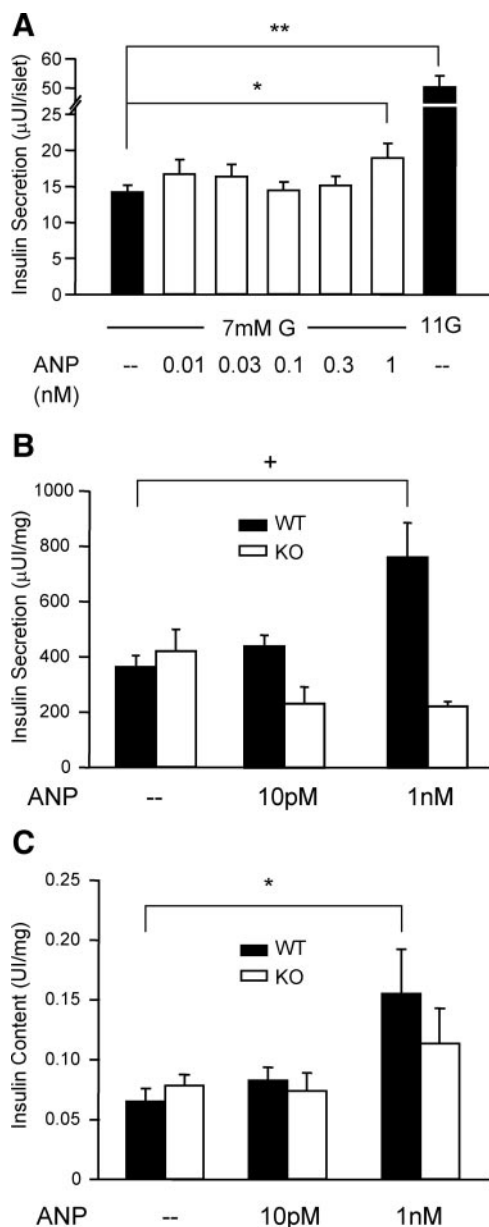 A
**
*
Insulin Secretion (µUI/islet)
60
50
25
20
15
10
5
0
7mM G
11G
ANP
(nM)
-- 0.01 0.03 0.1 0.3 1 --
B
+
Insulin Secretion (µUI/mg)
1000
800
600
400
200
0
WT
KO
ANP -- 10pM 1nM
C
*
Insulin Content (UI/mg)
0.25
0.20
0.15
0.10
0.05
0
WT
KO
ANP -- 10pM 1nM